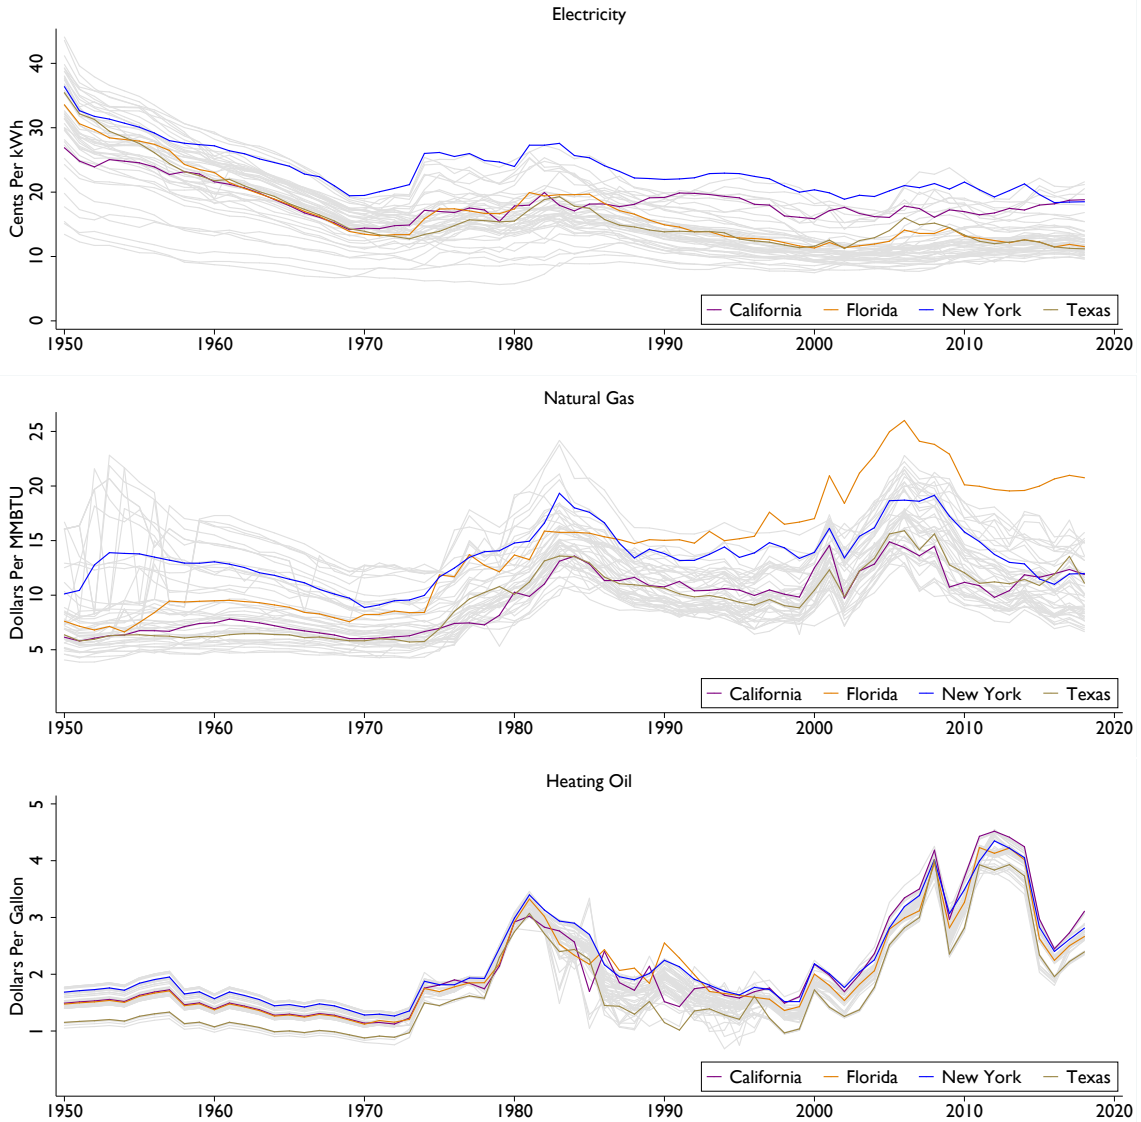 Electricity
Cents Per kWh
40
30
20
10
0
1950 1960 1970 1980 1990 2000 2010 2020
California Florida New York Texas
Natural Gas
Dollars Per MMBTU
25
20
15
10
5
1950 1960 1970 1980 1990 2000 2010 2020
California Florida New York Texas
Heating Oil
Dollars Per Gallon
5
4
3
2
1
1950 1960 1970 1980 1990 2000 2010 2020
California Florida New York Texas